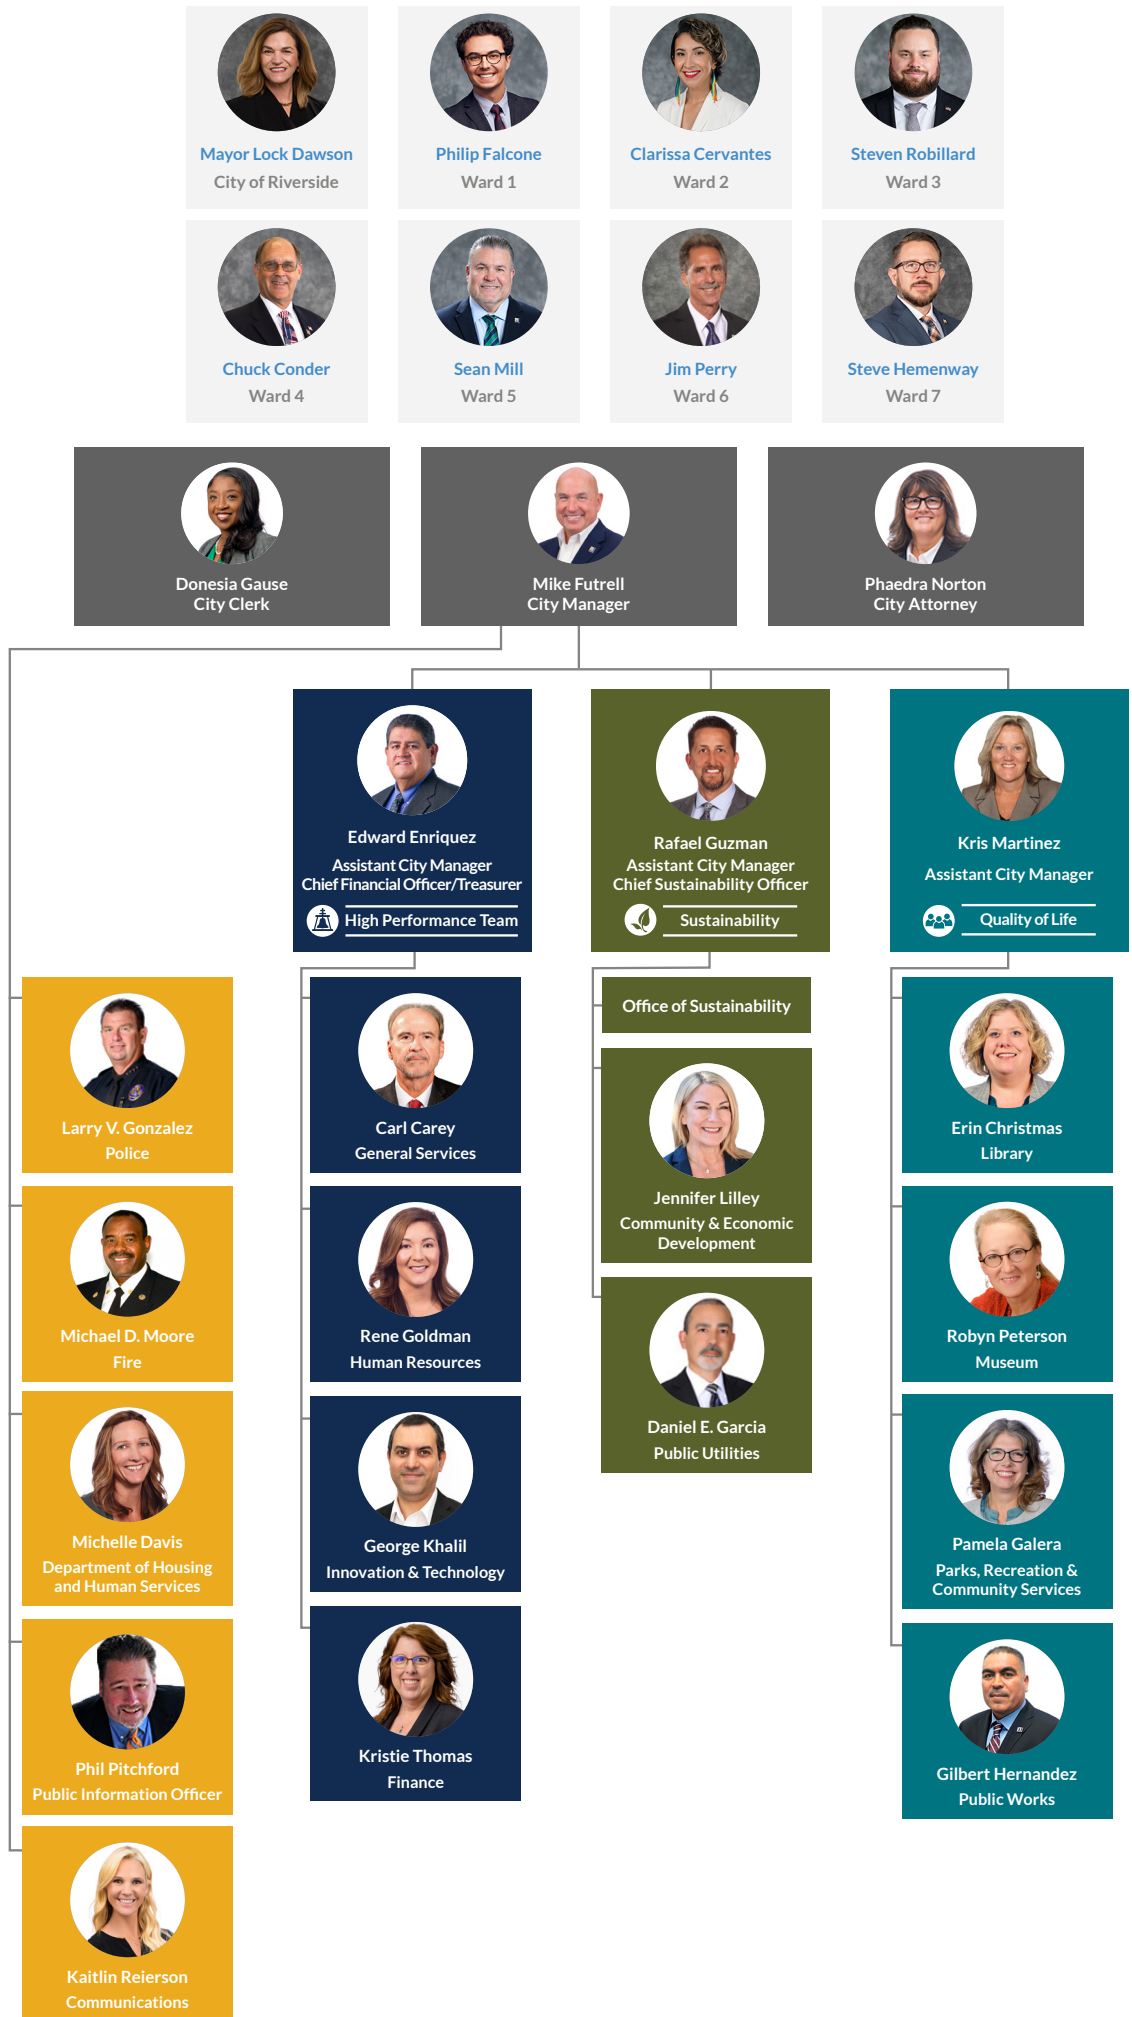 Mayor Lock Dawson
City of Riverside
Philip Falcone
Ward 1
Clarissa Cervantes
Ward 2
Steven Robillard
Ward 3
Chuck Conder
Ward 4
Sean Mill
Ward 5
Jim Perry
Ward 6
Steve Hemenway
Ward 7
Donesia Gause
City Clerk
Mike Futrell
City Manager
Phaedra Norton
City Attorney
Edward Enriquez
Assistant City Manager
Chief Financial Officer/Treasurer
High Performance Team
Rafael Guzman
Assistant City Manager
Chief Sustainability Officer
Sustainability
Kris Martinez
Assistant City Manager
Quality of Life
Larry V. Gonzalez
Police
Michael D. Moore
Fire
Michelle Davis
Department of Housing
and Human Services
Phil Pitchford
Public Information Officer
Kaitlin Reierson
Communications
Carl Carey
General Services
Rene Goldman
Human Resources
George Khalil
Innovation & Technology
Kristie Thomas
Finance
Office of Sustainability
Jennifer Lilley
Community & Economic
Development
Daniel E. Garcia
Public Utilities
Erin Christmas
Library
Robyn Peterson
Museum
Pamela Galera
Parks, Recreation &
Community Services
Gilbert Hernandez
Public Works